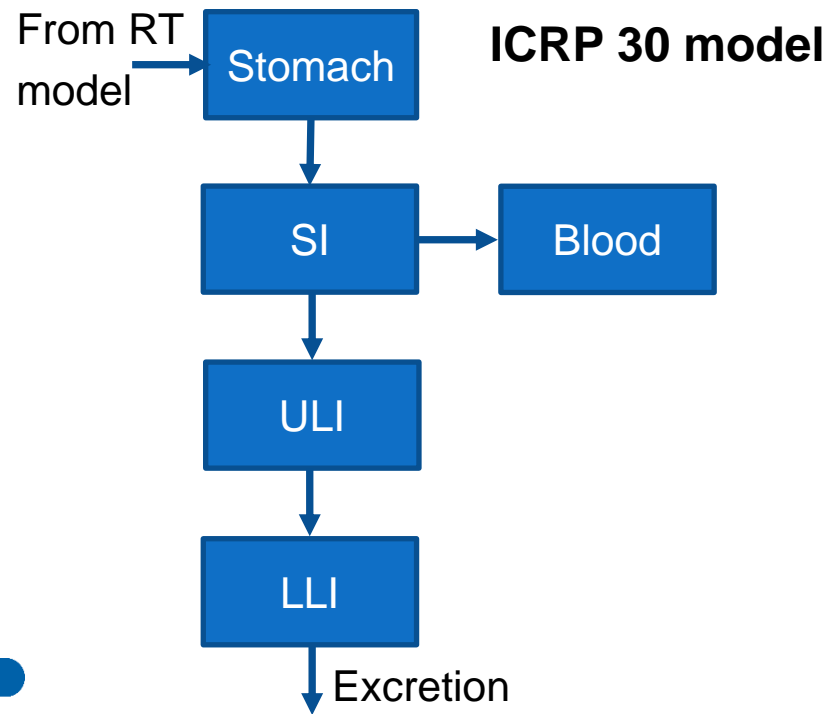 From RT
model
ICRP 30 model
Stomach
SI
Blood
ULI
LLI
Excretion